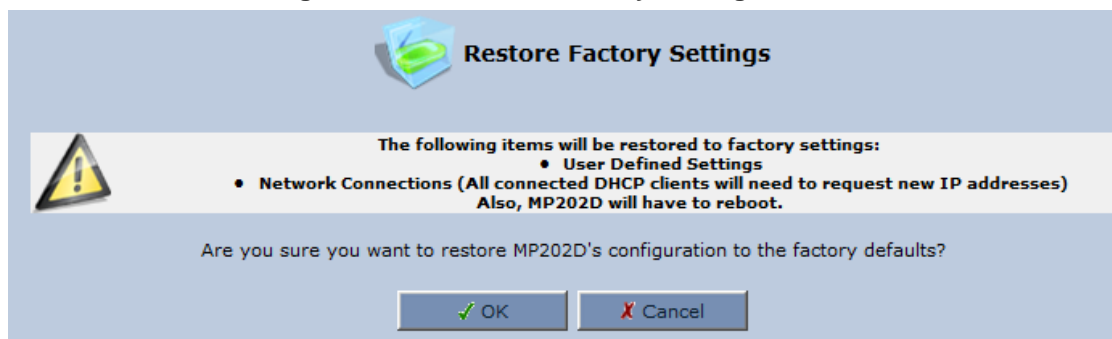 Restore Factory Settings
The following items will be restored to factory settings:
• User Defined Settings
• Network Connections (All connected DHCP clients will need to request new IP addresses)
Also, MP202D will have to reboot.
Are you sure you want to restore MP202D's configuration to the factory defaults?
OK Cancel